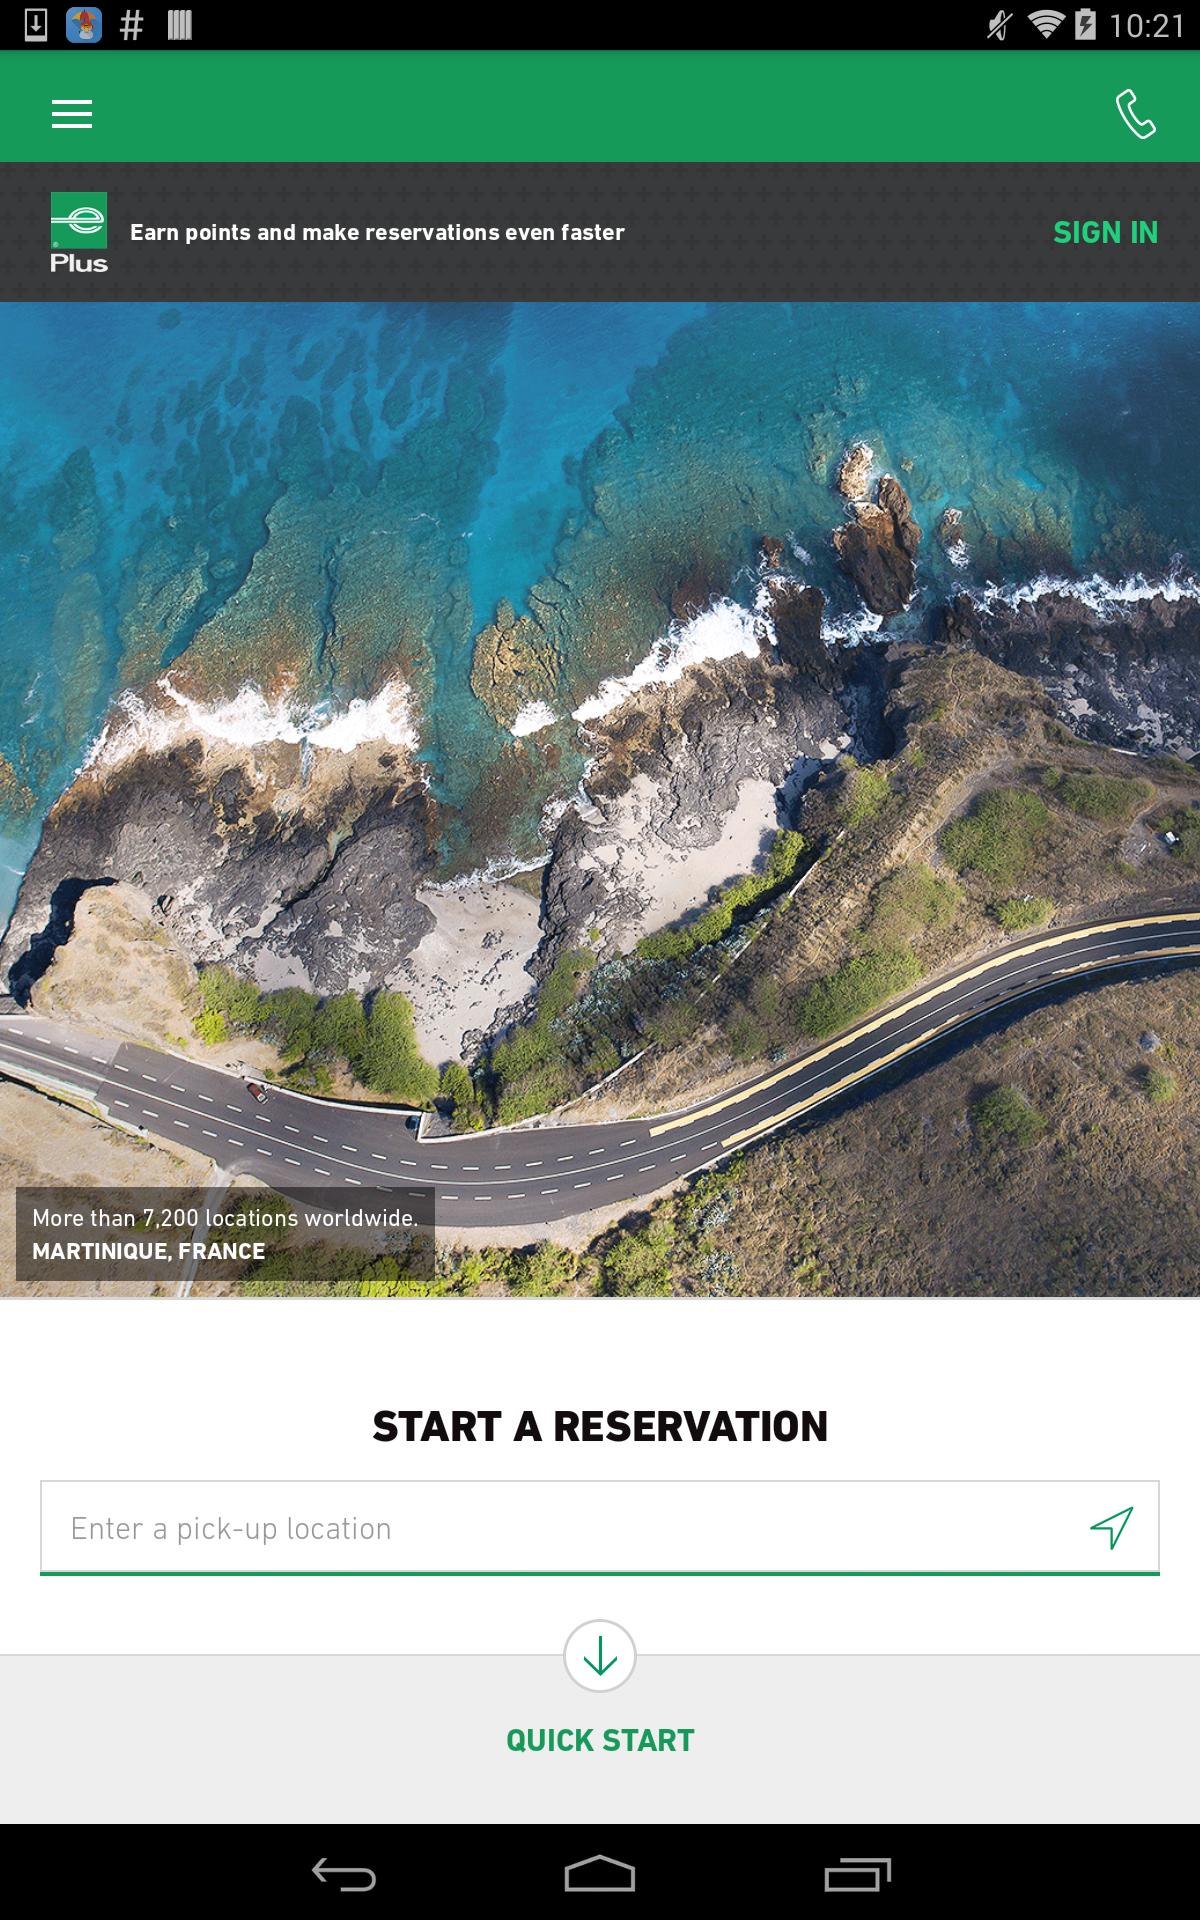 10:21
Plus
Earn points and make reservations even faster
SIGN IN
More than 7,200 locations worldwide.
MARTINIQUE, FRANCE
START A RESERVATION
Enter a pick-up location
QUICK START